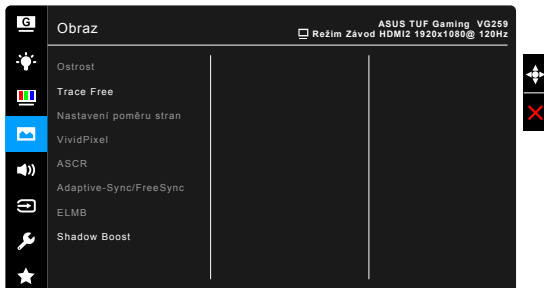 G
Obraz
ASUS TUF Gaming VG259
Režim Závod HDMI2 1920x1080@ 120Hz
Ostrost
Trace Free
Nastavení poměru stran
VividPixel
ASCR
Adaptive-Sync/FreeSync
ELMB
Shadow Boost